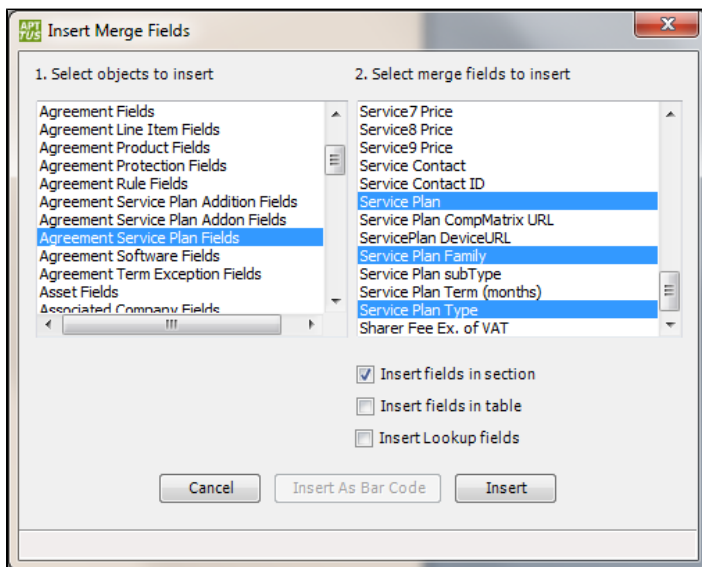 APT
TUS
Insert Merge Fields
1. Select objects to insert
Agreement Fields
Agreement Line Item Fields
Agreement Product Fields
Agreement Protection Fields
Agreement Rule Fields
Agreement Service Plan Addition Fields
Agreement Service Plan Addon Fields
Agreement Service Plan Fields
Agreement Software Fields
Agreement Term Exception Fields
Asset Fields
Associated Company Fields
2. Select merge fields to insert
Service7 Price
Service8 Price
Service9 Price
Service Contact
Service Contact ID
Service Plan
Service Plan CompMatrix URL
ServicePlan DeviceURL
Service Plan Family
Service Plan subType
Service Plan Term (months)
Service Plan Type
Sharer Fee Ex. of VAT
Insert fields in section
Insert fields in table
Insert Lookup fields
Cancel
Insert As Bar Code
Insert